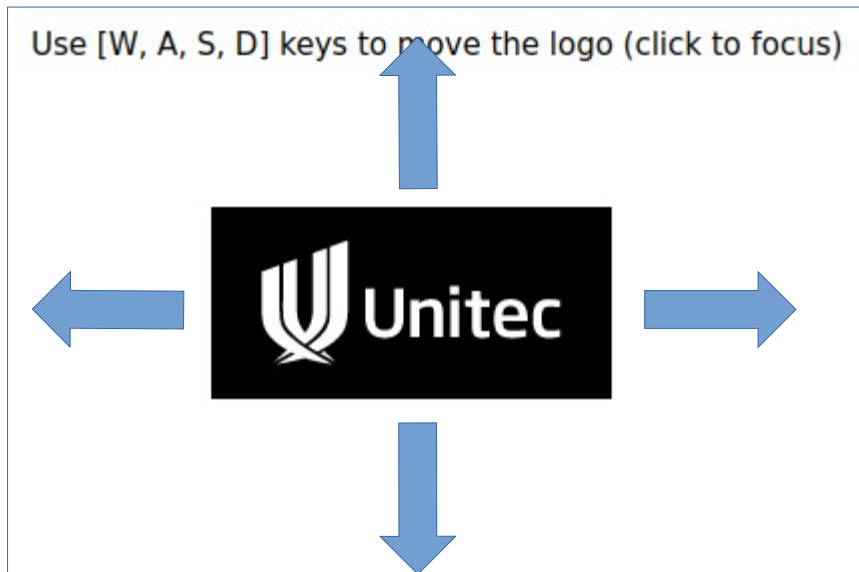 Use [W, A, S, D] keys to move the logo (click to focus)
Unitec